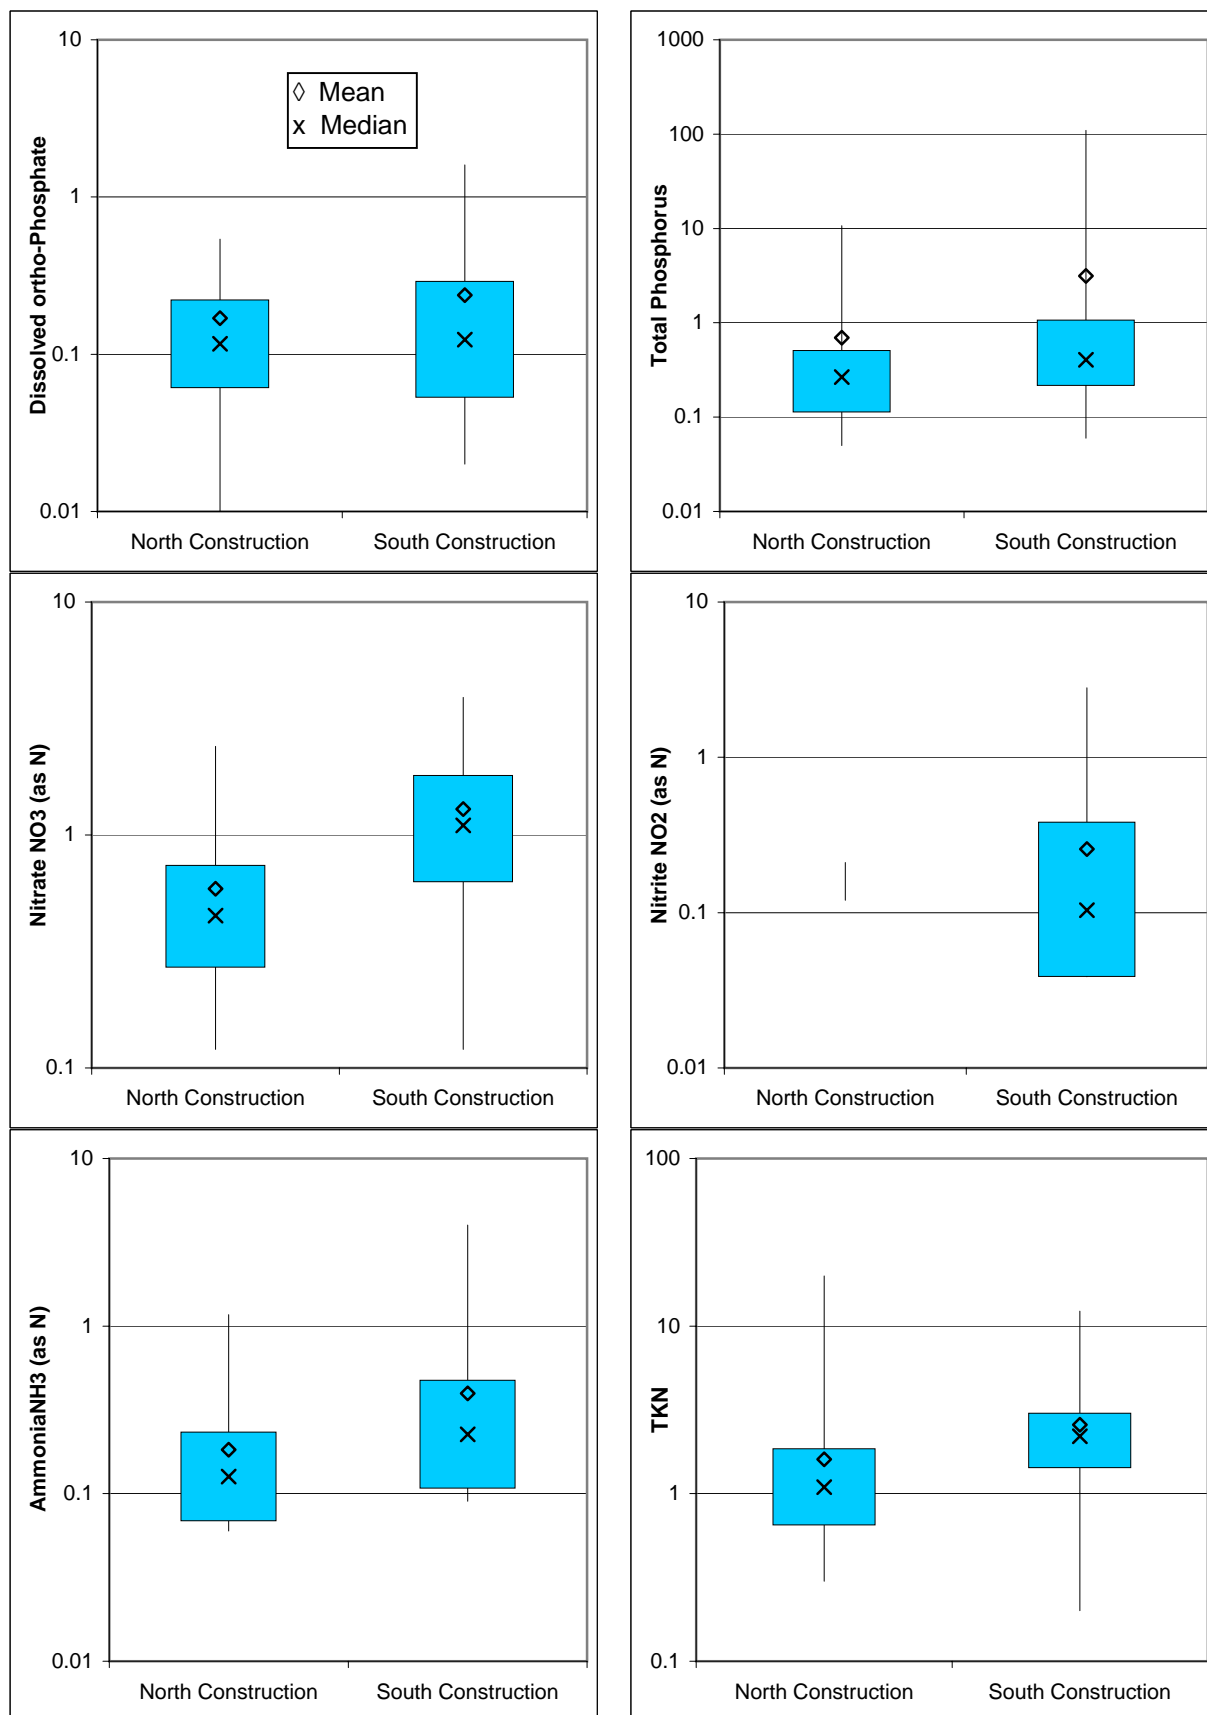 10
1
0.1
0.01
Dissolved ortho-Phosphate
◊ Mean
x Median
North Construction
South Construction
1000
100
10
1
0.1
0.01
Total Phosphorus
North Construction
South Construction
10
1
0.1
Nitrate NO3 (as N)
North Construction
South Construction
10
1
0.1
0.01
Nitrite NO2 (as N)
North Construction
South Construction
10
1
0.1
0.01
AmmoniaNH3 (as N)
North Construction
South Construction
100
10
1
0.1
TKN
North Construction
South Construction